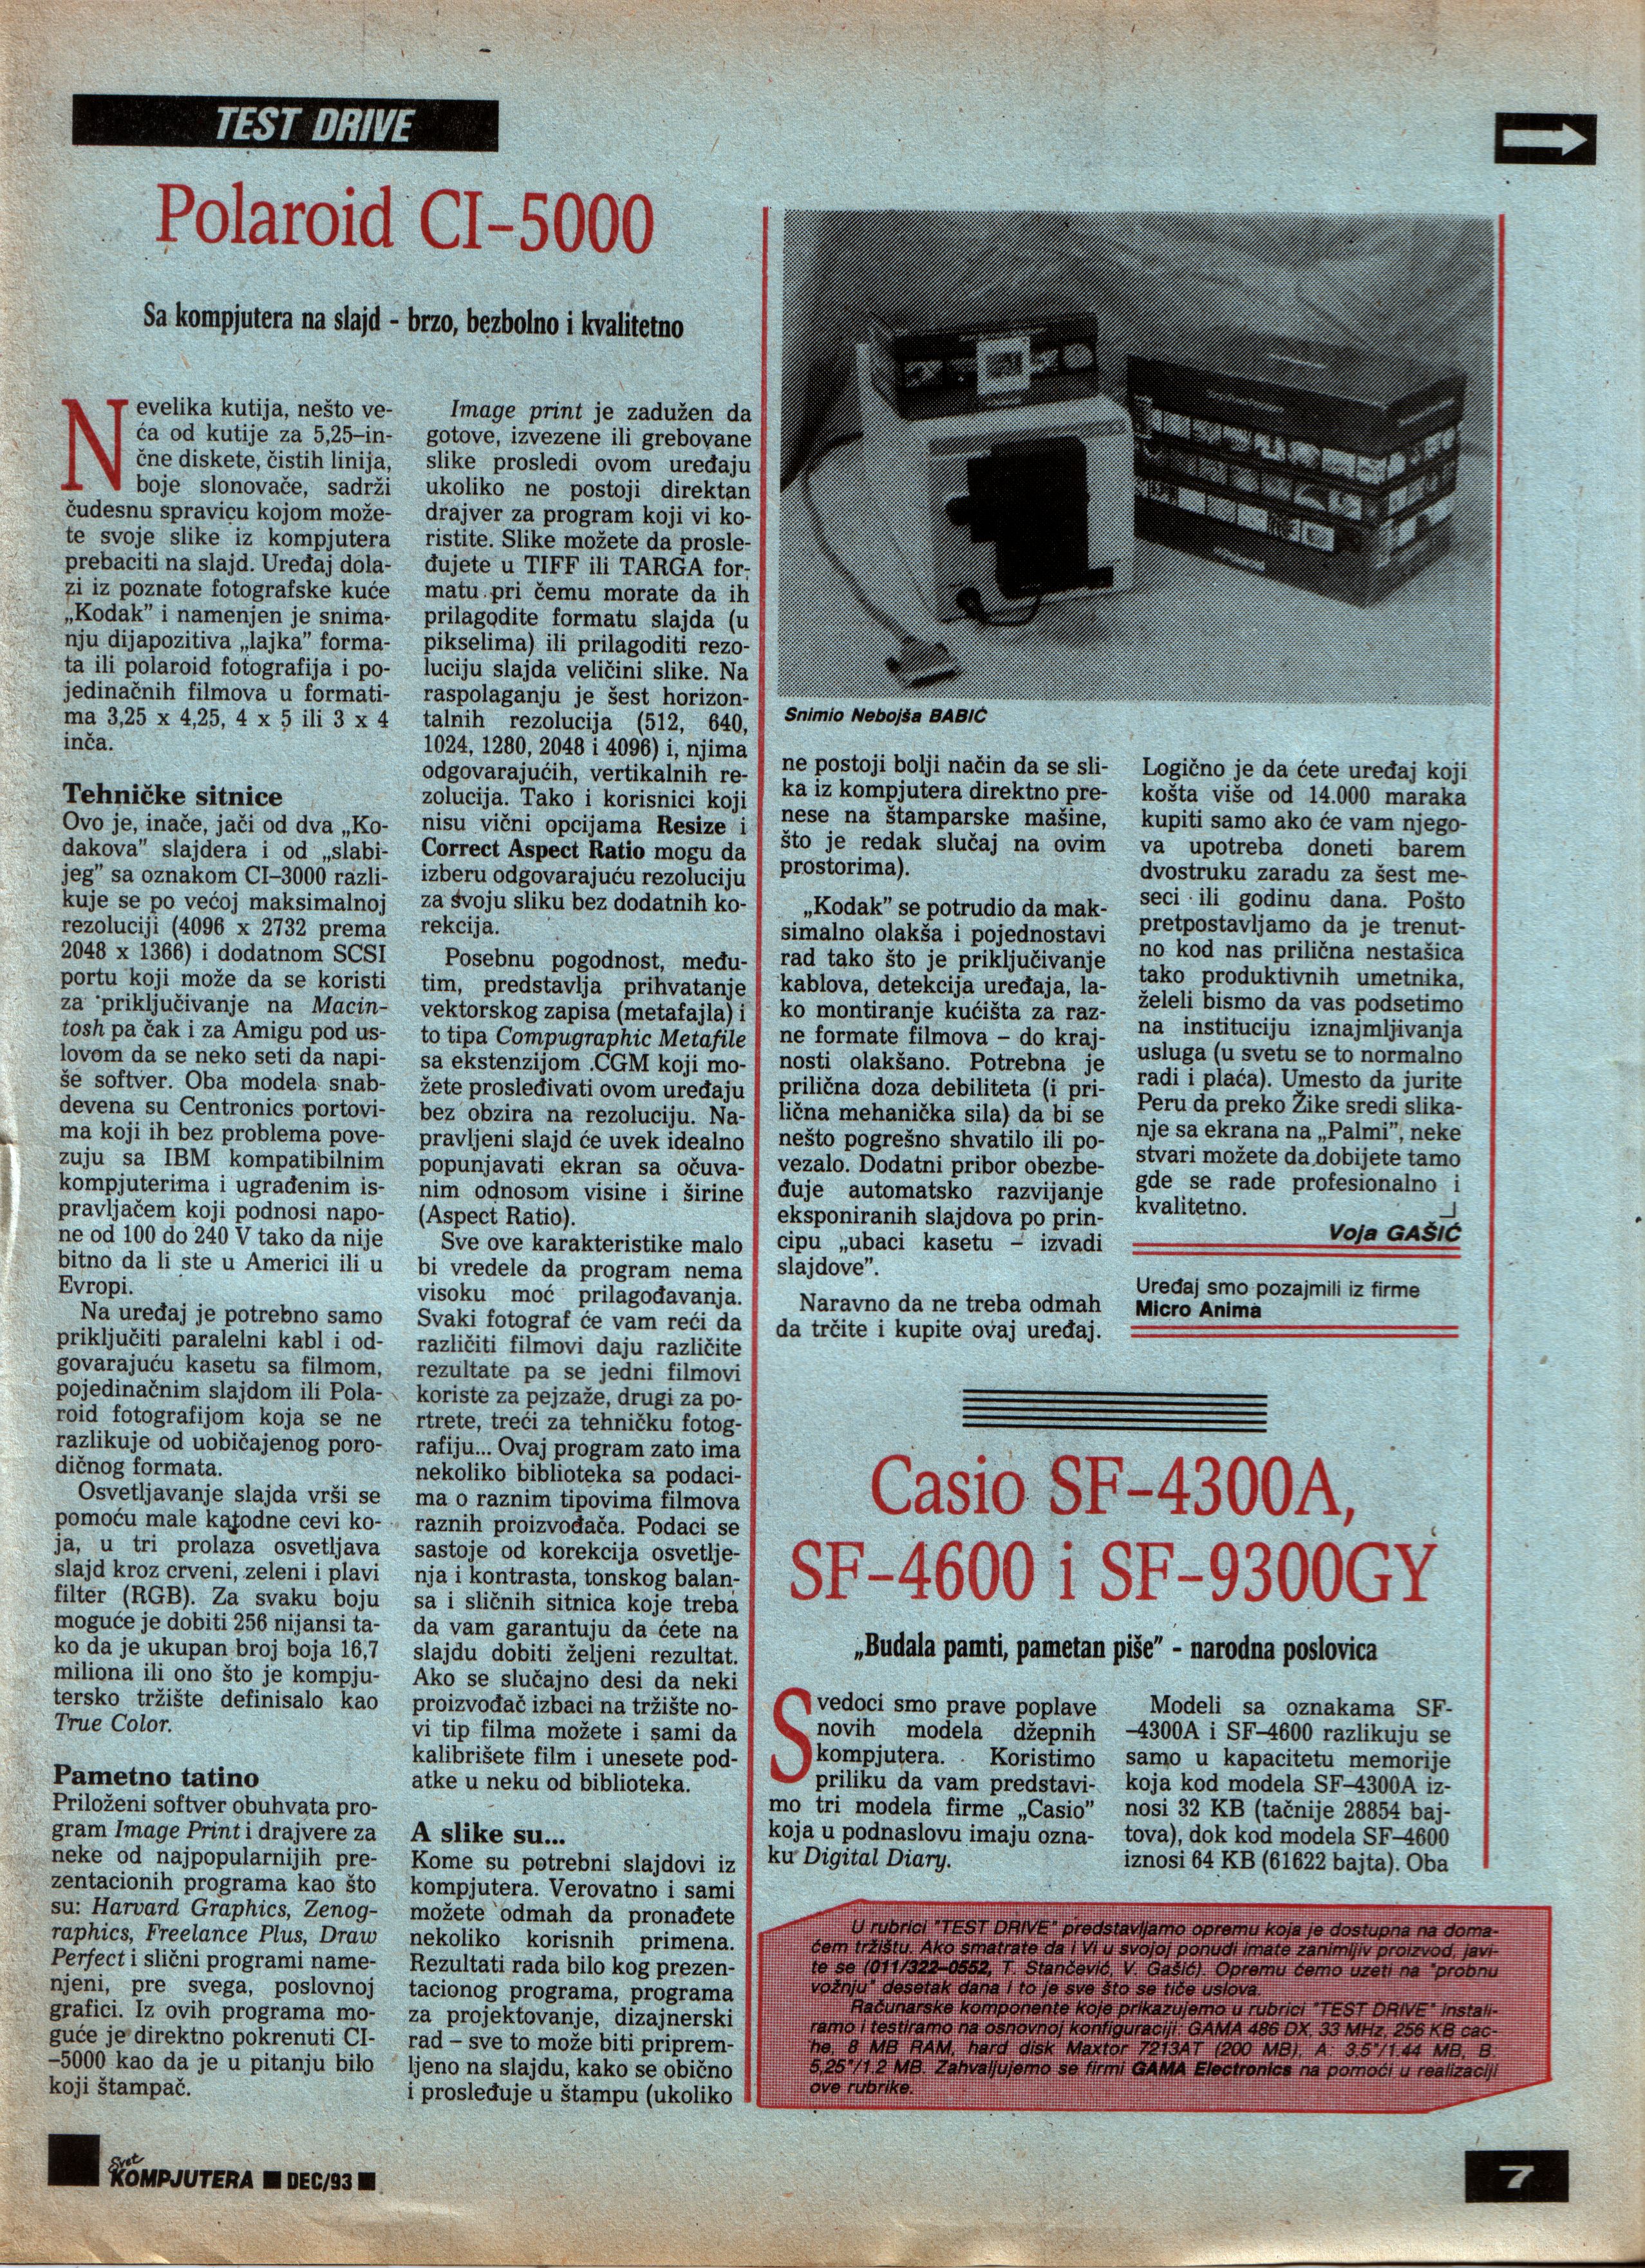 TEST DRIVE
Polaroid CI-5000
Sa kompjutera na slajd - brzo, bezbolno i kvalitetno
Nevelika kutija, nešto ve-
ća od kutije za 5,25-in-
čne diskete, čistih linija,
boje slonovače, sadrži
čudesnu spravicu kojom može-
te svoje slike iz kompjutera
prebaciti na slajd. Uređaj dola-
zi iz poznate fotografske kuće
„Kodak” i namenjen je snima-
nju dijapozitiva „lajka” forma-
ta ili polaroid fotografija i po-
jedinačnih filmova u formati-
ma 3,25 x 4,25, 4 x 5 ili 3 x 4
inča.
Tehničke sitnice
Ovo je, inače, jači od dva „Ko-
dakova” slajdera i od „slabi-
jeg” sa oznakom CI-3000 razli-
kuje se po većoj maksimalnoj
rezoluciji (4096 x 2732 prema
2048 x 1366) i dodatnom SCSI
portu koji može da se koristi
za priključivanje na Macin-
tosh pa čak i za Amigu pod us-
lovom da se neko seti da napi-
še softver. Oba modela snab-
devena su Centronics portovi-
ma koji ih bez problema pove-
zuju sa IBM kompatibilnim
kompjuterima i ugrađenim is-
pravljačem koji podnosi napo-
ne od 100 do 240 V tako da nije
bitno da li ste u Americi ili u
Evropi.
Na uređaj je potrebno samo
priključiti paralelni kabl i od-
govarajuću kasetu sa filmom,
pojedinačnim slajdom ili Pola-
roid fotografijom koja se ne
razlikuje od uobičajenog poro-
dičnog formata.
Osvetljavanje slajda vrši se
pomoću male katodne cevi ko-
ja, u tri prolaza osvetljava
slajd kroz crveni, zeleni i plavi
filter (RGB). Za svaku boju
moguće je dobiti 256 nijansi ta-
ko da je ukupan broj boja 16,7
miliona ili ono što je kompju-
tersko tržište definisalo kao
True Color.
Pametno tatino
Priloženi softver obuhvata pro-
gram Image Print i drajvere za
neke od najpopularnijih pre-
zentacionih programa kao što
su: Harvard Graphics, Zenog-
raphics, Freelance Plus, Draw
Perfect i slični programi name-
njeni, pre svega, poslovnoj
grafici. Iz ovih programa mo-
guće je direktno pokrenuti CI-
-5000 kao da je u pitanju bilo
koji štampač.
Image print je zadužen da
gotove, izvezene ili grebovane
slike prosledi ovom uređaju
ukoliko ne postoji direktan
drajver za program koji vi ko-
ristite. Slike možete da prosle-
đujete u TIFF ili TARGA for-
matu pri čemu morate da ih
prilagodite formatu slajda (u
pikselima) ili prilagoditi rezo-
luciju slajda veličini slike. Na
raspolaganju je šest horizon-
talnih rezolucija (512, 640,
1024, 1280, 2048 i 4096) i, njima
odgovarajućih, vertikalnih re-
zolucija. Tako i korisnici koji
nisu vični opcijama Resize i
Correct Aspect Ratio mogu da
izberu odgovarajuću rezoluciju
za svoju sliku bez dodatnih ko-
rekcija.
Posebnu pogodnost, među-
tim, predstavlja prihvatanje
vektorskog zapisa (metafajla) i
to tipa Compugraphic Metafile
sa ekstenzijom .CGM koji mo-
žete prosleđivati ovom uređaju
bez obzira na rezoluciju. Na-
pravljeni slajd će uvek idealno
popunjavati ekran sa očuva-
nim odnosom visine i širine
(Aspect Ratio).
Sve ove karakteristike malo
bi vredele da program nema
visoku moć prilagođavanja.
Svaki fotograf će vam reći da
različiti filmovi daju različite
rezultate pa se jedni filmovi
koriste za pejzaže, drugi za po-
rtrete, treći za tehničku fotog-
rafiju... Ovaj program zato ima
nekoliko biblioteka sa podaci-
ma o raznim tipovima filmova
raznih proizvođača. Podaci se
sastoje od korekcija osvetlje-
nja i kontrasta, tonskog balan-
sa i sličnih sitnica koje treba
da vam garantuju da ćete na
slajdu dobiti željeni rezultat.
Ako se slučajno desi da neki
proizvođač izbaci na tržište no-
vi tip filma možete i sami da
kalibrišete film i unesete pod-
atke u neku od biblioteka.
A slike su...
Kome su potrebni slajdovi iz
kompjutera. Verovatno i sami
možete odmah da pronađete
nekoliko korisnih primena.
Rezultati rada bilo kog prezen-
tacionog programa, programa
za projektovanje, dizajnerski
rad – sve to može biti priprem-
ljeno na slajdu, kako se obično
i prosleđuje u štampu (ukoliko
Snimio Nebojša BABIĆ
ne postoji bolji način da se sli-
ka iz kompjutera direktno pre-
nese na štamparske mašine,
što je redak slučaj na ovim
prostorima).
„Kodak” se potrudio da mak-
simalno olakša i pojednostavi
rad tako što je priključivanje
kablova, detekcija uređaja, la-
ko montiranje kućišta za raz-
ne formate filmova – do kraj-
nosti olakšano. Potrebna je
prilična doza debiliteta (i pri-
lična mehanička sila) da bi se
nešto pogrešno shvatilo ili po-
vezalo. Dodatni pribor obezbe-
đuje automatsko razvijanje
eksponiranih slajdova po prin-
cipu „ubaci kasetu – izvadi
slajdove”.
Naravno da ne treba odmah
da trčite i kupite ovaj uređaj.
Logično je da ćete uređaj koji
košta više od 14.000 maraka
kupiti samo ako će vam njego-
va upotreba doneti barem
dvostruku zaradu za šest me-
seci ili godinu dana. Pošto
pretpostavljamo da je trenut-
no kod nas prilična nestašica
tako produktivnih umetnika,
želeli bismo da vas podsetimo
na instituciju iznajmljivanja
usluga (u svetu se to normalno
radi i plaća). Umesto da jurite
Peru da preko Žike sredi slika-
nje sa ekrana na „Palmi”, neke
stvari možete da dobijete tamo
gde se rade profesionalno i
kvalitetno.
Voja GAŠIĆ
Uređaj smo pozajmili iz firme
Micro Anima
Casio SF-4300A,
SF-4600 i SF-9300GY
„Budala pamti, pametan piše” - narodna poslovica
Svedoci smo prave poplave
novih modela džepnih
kompjutera. Koristimo
priliku da vam predstavi-
mo tri modela firme „Casio”
koja u podnaslovu imaju ozna-
ku Digital Diary.
Modeli sa oznakama SF-
-4300A i SF-4600 razlikuju se
samo u kapacitetu memorije
koja kod modela SF-4300A iz-
nosi 32 KB (tačnije 28854 baj-
tova), dok kod modela SF-4600
iznosi 64 KB (61622 bajta). Oba
U rubrici "TEST DRIVE" predstavljamo opremu koja je dostupna na doma-
ćem tržištu. Ako smatrate da i Vi u svojoj ponudi imate zanimljiv proizvod, javi-
te se (011/322-0552, T. Stančević, V. Gašić). Opremu ćemo uzeti na "probnu
vožnju" desetak dana i to je sve što se tiče uslova.
Računarske komponente koje prikazujemo u rubrici "TEST DRIVE" instali-
ramo i testiramo na osnovnoj konfiguraciji: GAMA 486 DX, 33 MHz, 256 KB cac-
he, 8 MB RAM, hard disk Maxtor 7213AT (200 MB), A: 3.5"/1.44 MB, B:
5,25"/1.2 MB. Zahvaljujemo se firmi GAMA Electronics na pomoći u realizaciji
ove rubrike.
Svet
KOMPJUTERA ■ DEC/93 ■
7